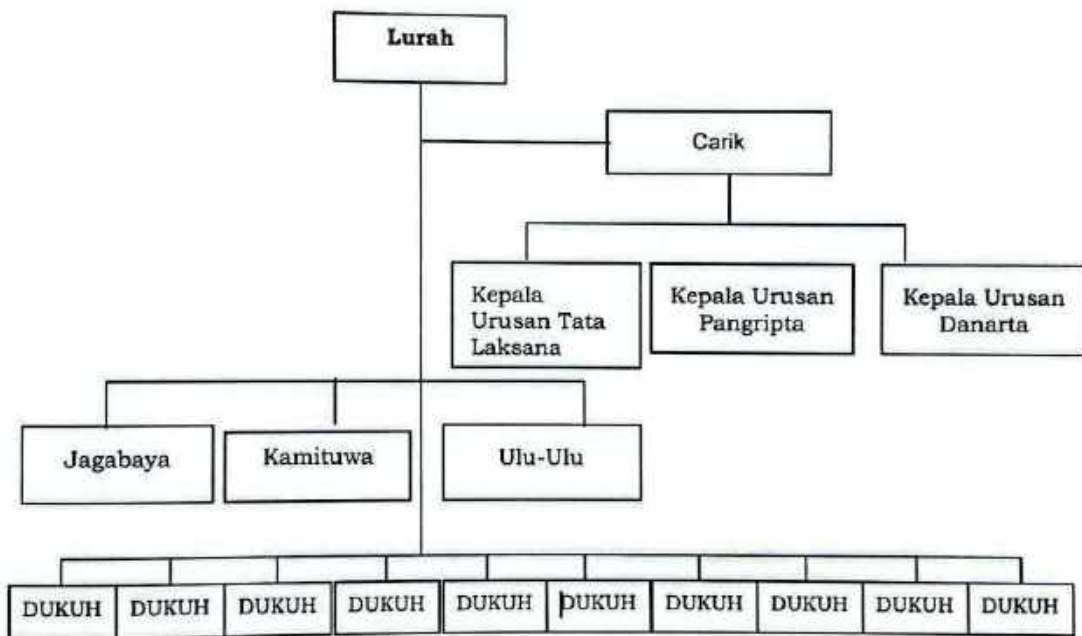 Lurah
Carik
Kepala
Urusan Tata
Laksana
Kepala Urusan
Pangripta
Kepala Urusan
Danarta
Jagabaya
Kamituwa
Ulu-Ulu
DUKUH
DUKUH
DUKUH
DUKUH
DUKUH
DUKUH
DUKUH
DUKUH
DUKUH
DUKUH